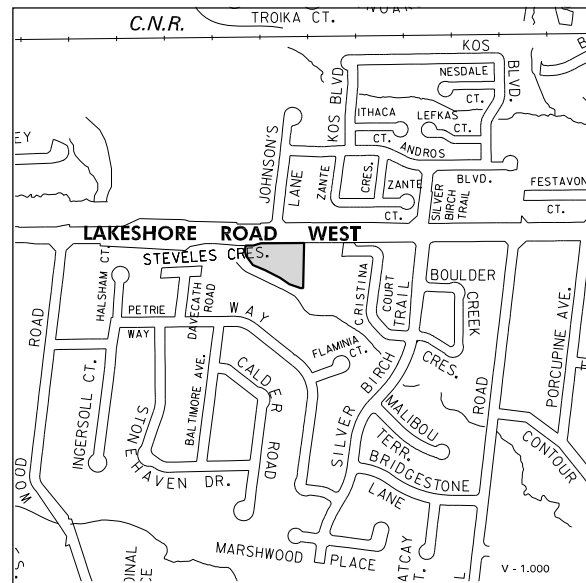 C.N.R.
TROIKA CT.
KOS
BLVD.
NESDALE
CT.
KOS BLVD
ITHACA
CT.
LEFKAS
CT.
ANDROS
BLVD.
EY
JOHNSON'S
LANE
ZANTE
CRES.
ZANTE
CT.
SILVER
BIRCH
TRAIL
FESTAVON
CT.
LAKESHORE ROAD WEST
STEVELES CRES.
HALSHAM CT.
PETRIE
WAY
DAVECATH
ROAD
WAY
CRISTINA
COURT
TRAIL
BOULDER
CREEK
CRES.
ROAD
INGERSOLL CT.
BALTIMORE AVE.
STONEHAVEN DR.
CALDER
ROAD
FLAMINIA
CT.
SILVER BIRCH
MALIBOU
TERR.
BRIDGESTONE
LANE
ROAD
PORCUPINE AVE.
CONTOUR
WOOD
MARSHWOOD PLACE
V - 1.000